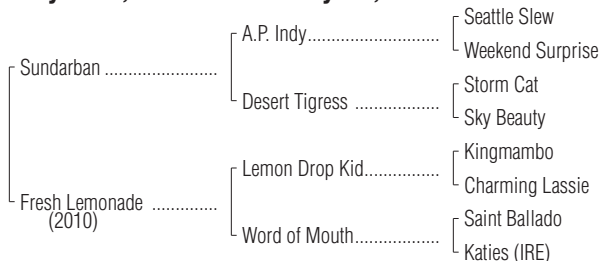 Seattle Slew
A.P. Indy
Weekend Surprise
Sundarban
Storm Cat
Desert Tigress
Sky Beauty
Kingmambo
Lemon Drop Kid
Charming Lassie
Fresh Lemonade
(2010)
Saint Ballado
Word of Mouth
Katies (IRE)